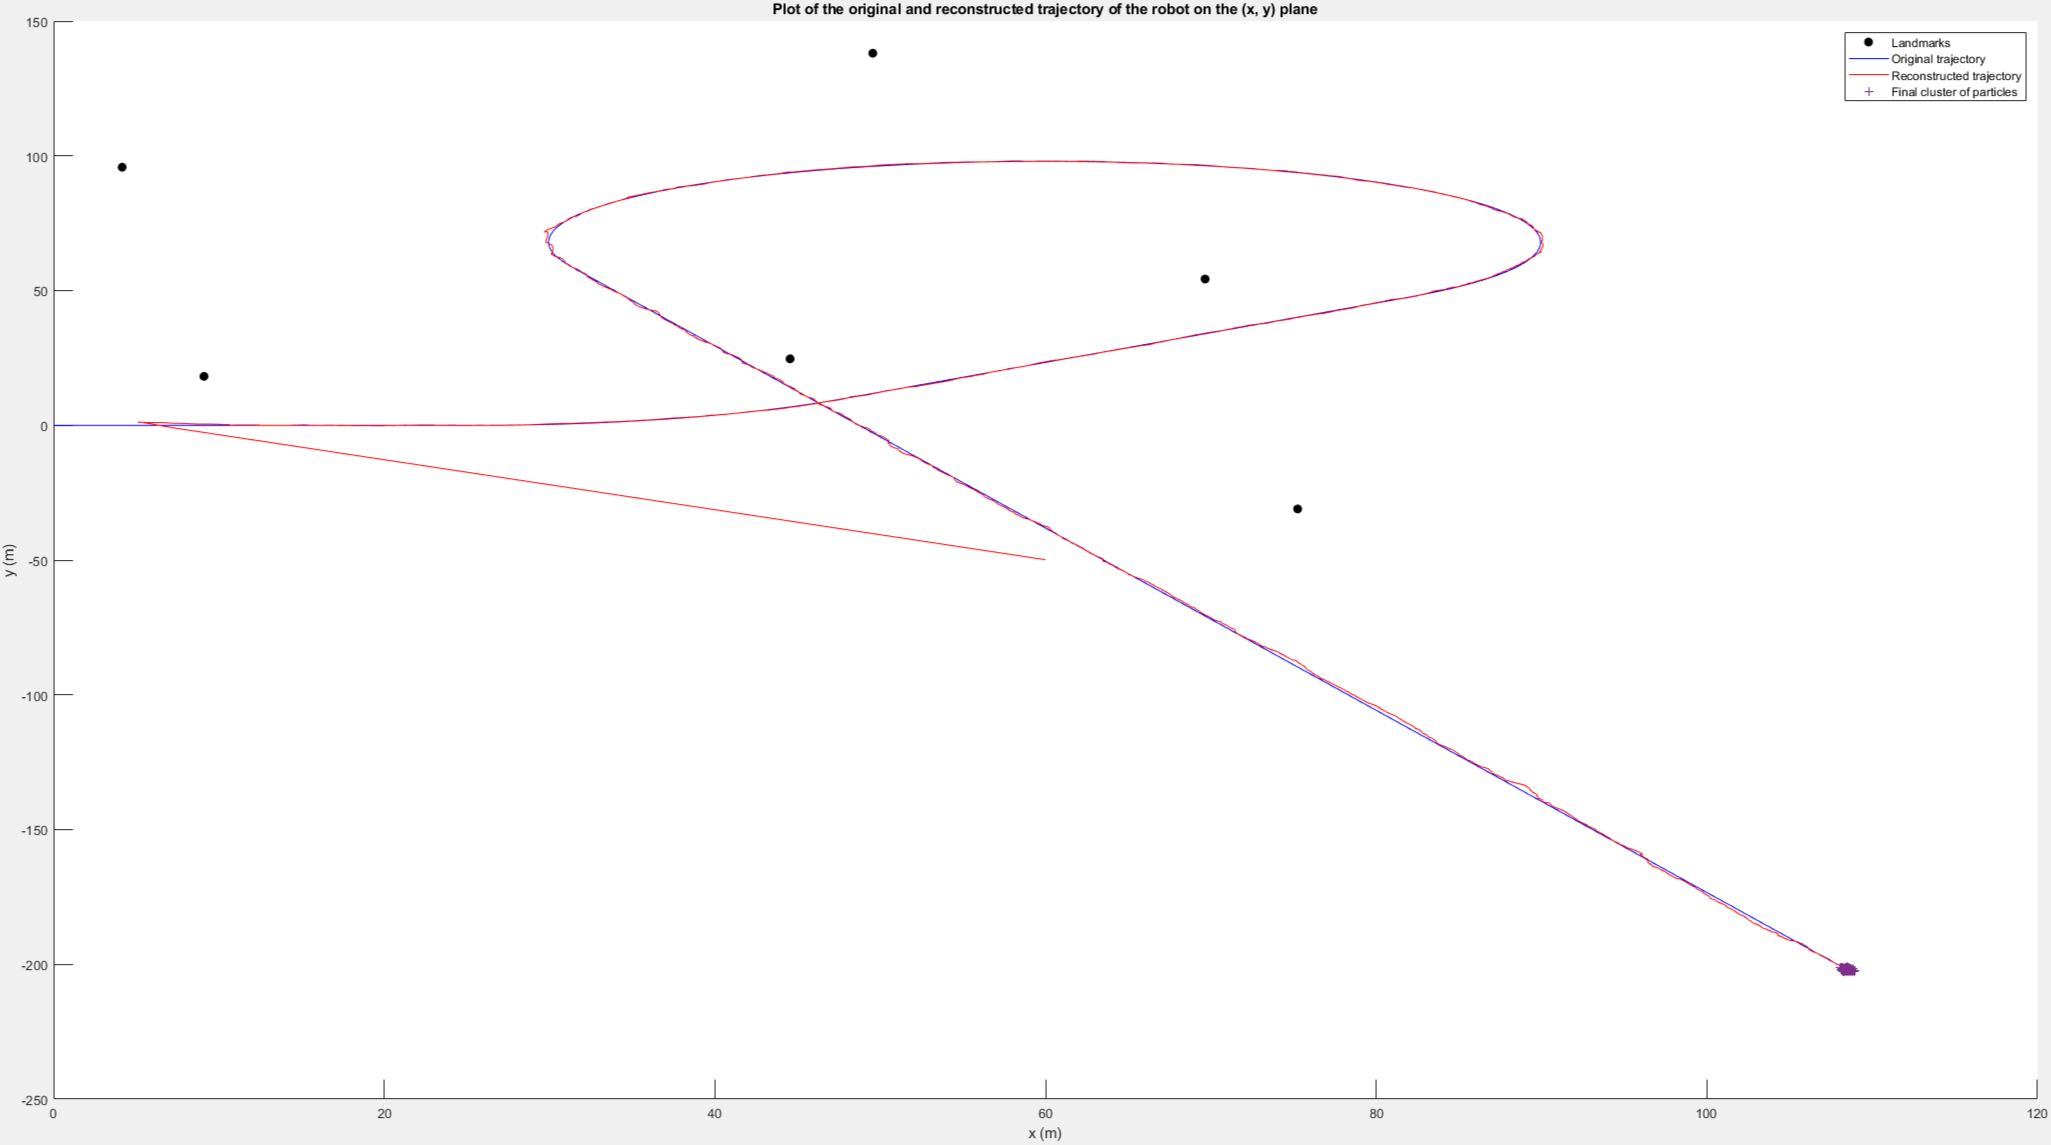 Plot of the original and reconstructed trajectory of the robot on the (x, y) plane
Landmarks
Original trajectory
Reconstructed trajectory
Final cluster of particles
150
100
50
0
-50
-100
-150
-200
-250
y (m)
0 20 40 60 80 100 120
x (m)